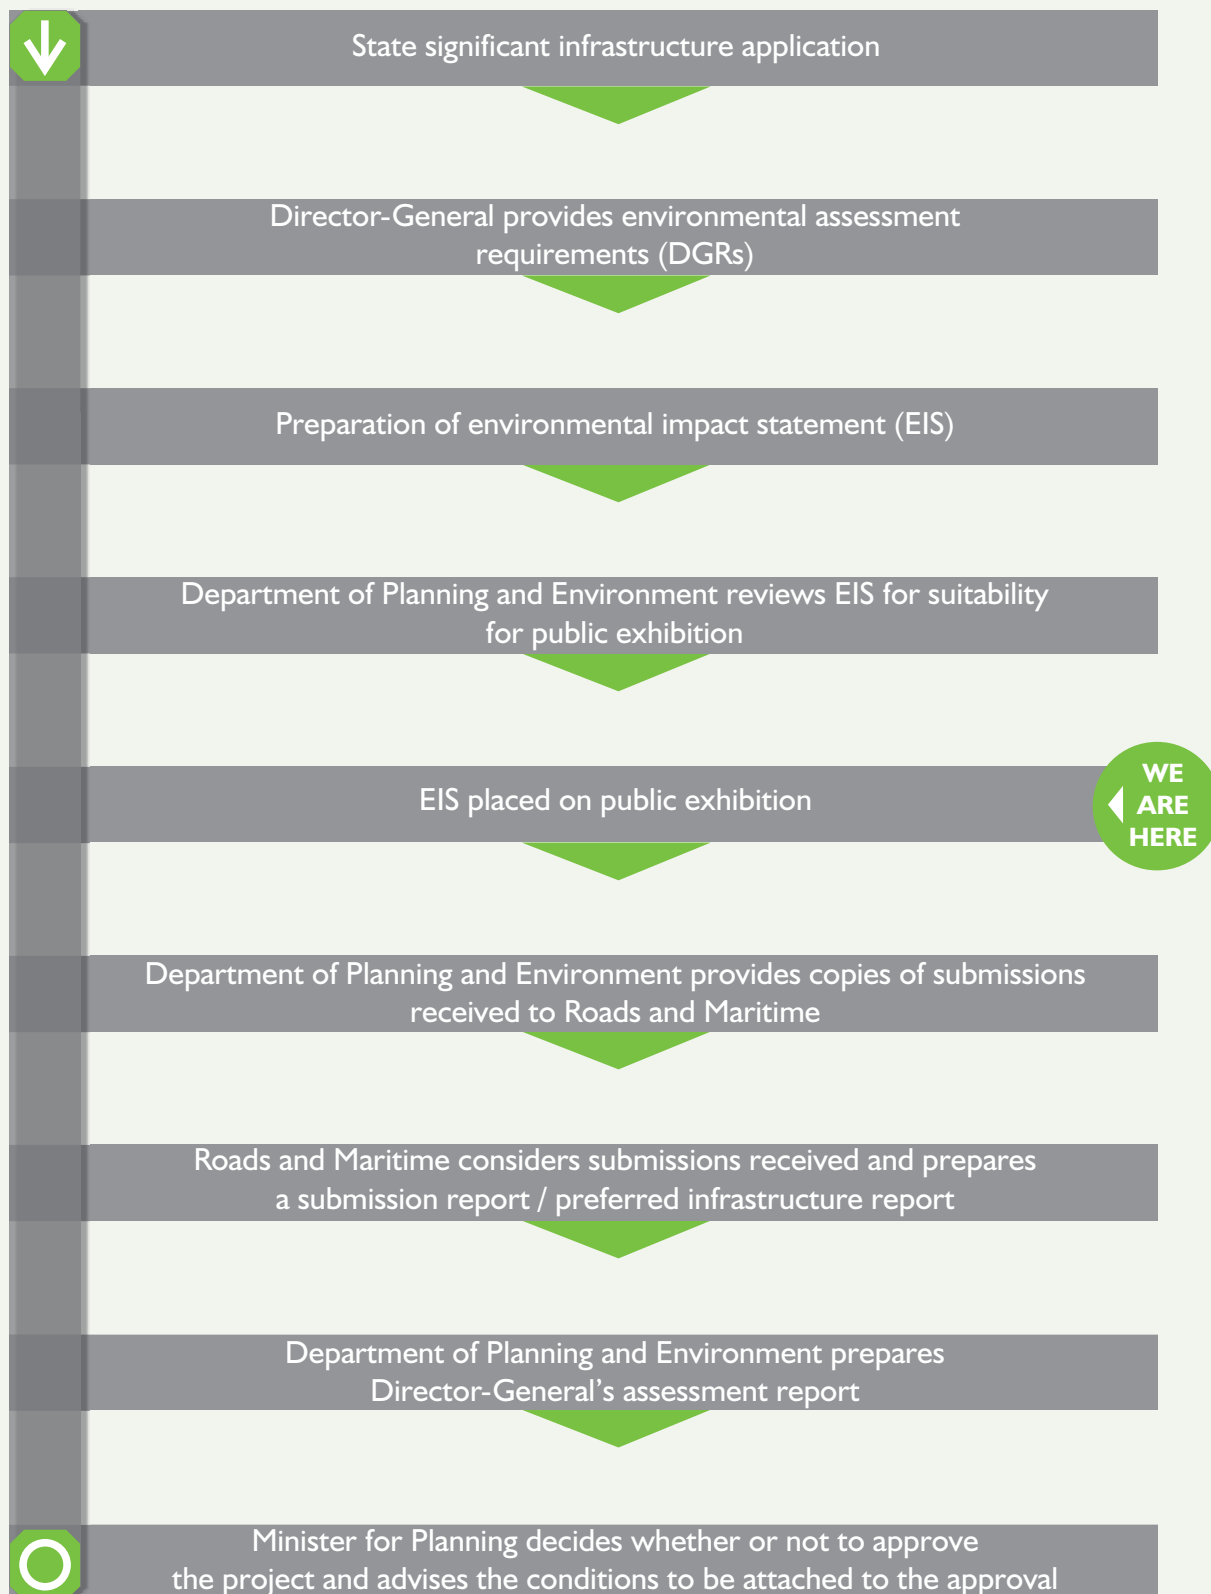 State significant infrastructure application
Director-General provides environmental assessment
requirements (DGRs)
Preparation of environmental impact statement (EIS)
Department of Planning and Environment reviews EIS for suitability
for public exhibition
EIS placed on public exhibition
WE
ARE
HERE
Department of Planning and Environment provides copies of submissions
received to Roads and Maritime
Roads and Maritime considers submissions received and prepares
a submission report / preferred infrastructure report
Department of Planning and Environment prepares
Director-General’s assessment report
Minister for Planning decides whether or not to approve
the project and advises the conditions to be attached to the approval